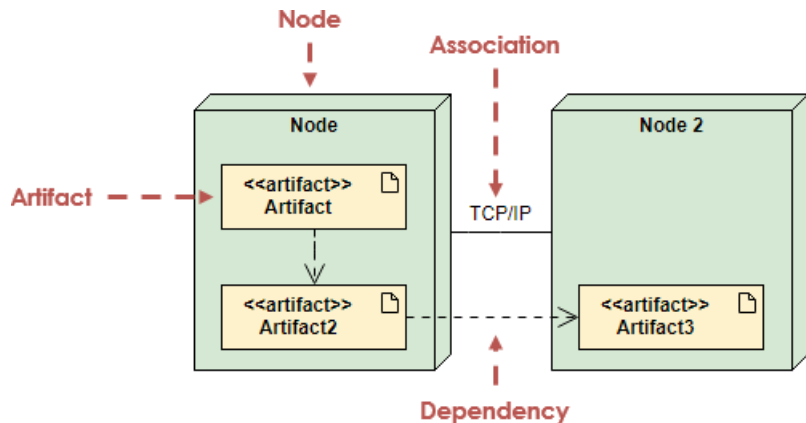 Node
Association
Node
Node 2
Artifact
<<artifact>>
Artifact
TCP/IP
<<artifact>>
Artifact2
<<artifact>>
Artifact3
Dependency